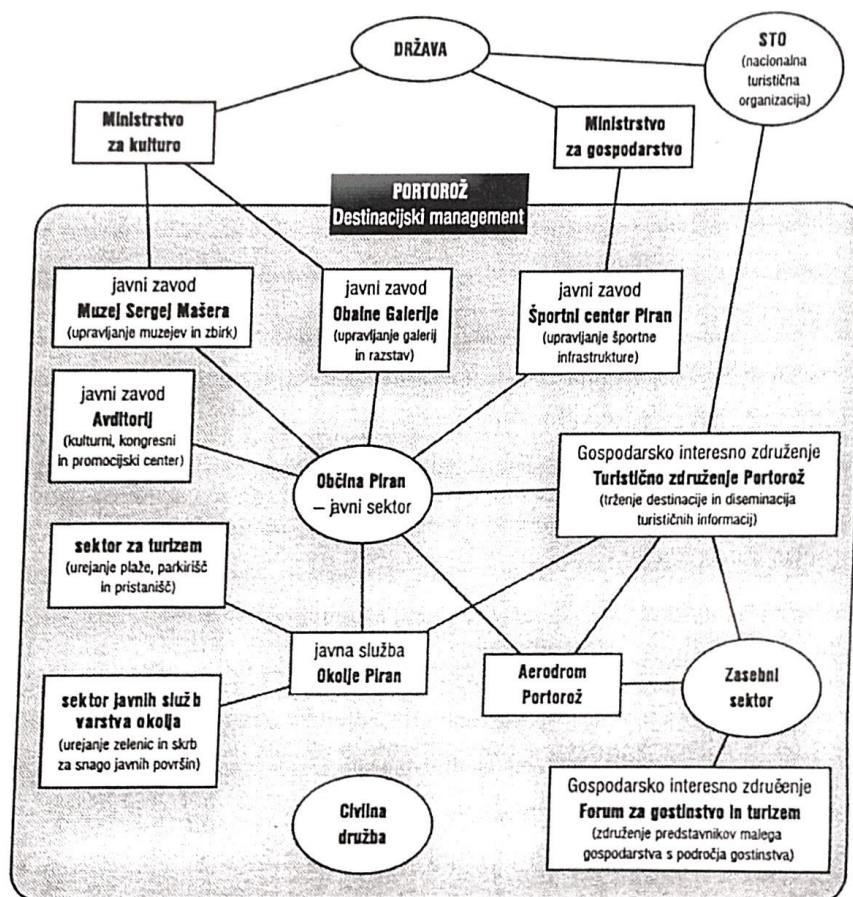 DRŽAVA
STO
(nacionalna
turistična
organizacija)
Ministrstvo
za kulturo
Ministrstvo
za gospodarstvo
PORTOROŽ
Destinacijski management
javni zavod
Muzej Sergej Mašera
(upravljanje muzejev in zbirk)
javni zavod
Obalne Galerije
(upravljanje galerij
in razstav)
javni zavod
Športni center Piran
(upravljanje športne
infrastrukture)
javni zavod
Avditorij
(kulturni, kongresni
in promocijski center)
Občina Piran
– javni sektor
Gospodarsko interesno združenje
Turistično združenje Portorož
(trženje destinacije in diseminacija
turističnih informacij)
sektor za turizem
(urejanje plaže, parkirišč
in pristanišč)
javna služba
Okolje Piran
Aerodrom
Portorož
Zasebni
sektor
sektor javnih služb
varstva okolja
(urejanje zelenic in skrb
za snago javnih površin)
Civilna
družba
Gospodarsko interesno zdručenje
Forum za gostinstvo in turizem
(združenje predstavnikov malega
gospodarstva s področja gostinstva)